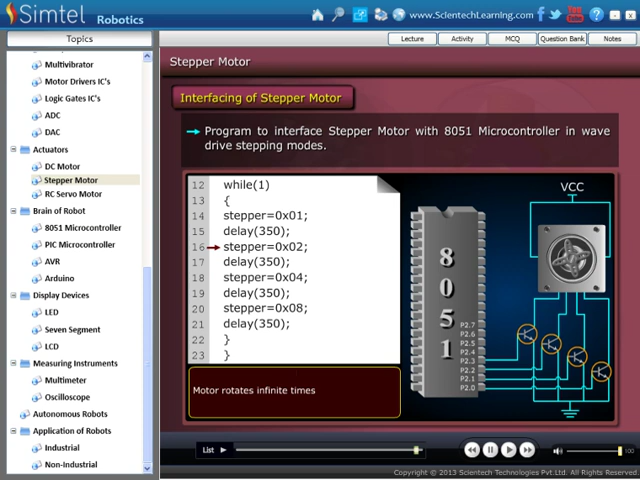 Simtel Robotics
www.ScientechLearning.com
Topics
Lecture Activity MCQ Question Bank Notes
Multivibrator
Motor Drivers IC's
Logic Gates IC's
ADC
DAC
Actuators
DC Motor
Stepper Motor
RC Servo Motor
Brain of Robot
8051 Microcontroller
PIC Microcontroller
AVR
Arduino
Display Devices
LED
Seven Segment
LCD
Measuring Instruments
Multimeter
Oscilloscope
Autonomous Robots
Application of Robots
Industrial
Non-Industrial
Stepper Motor
Interfacing of Stepper Motor
Program to interface Stepper Motor with 8051 Microcontroller in wave
drive stepping modes.
12 while(1)
13 {
14 stepper=0x01;
15 delay(350);
16 stepper=0x02;
17 delay(350);
18 stepper=0x04;
19 delay(350);
20 stepper=0x08;
21 delay(350);
22 }
23 }
Motor rotates infinite times
VCC
8051
P2.7
P2.6
P2.5
P2.4
P2.3
P2.2
P2.1
P2.0
List
100
Copyright © 2013 Scientech Technologies Pvt.Ltd. All Rights Reserved.